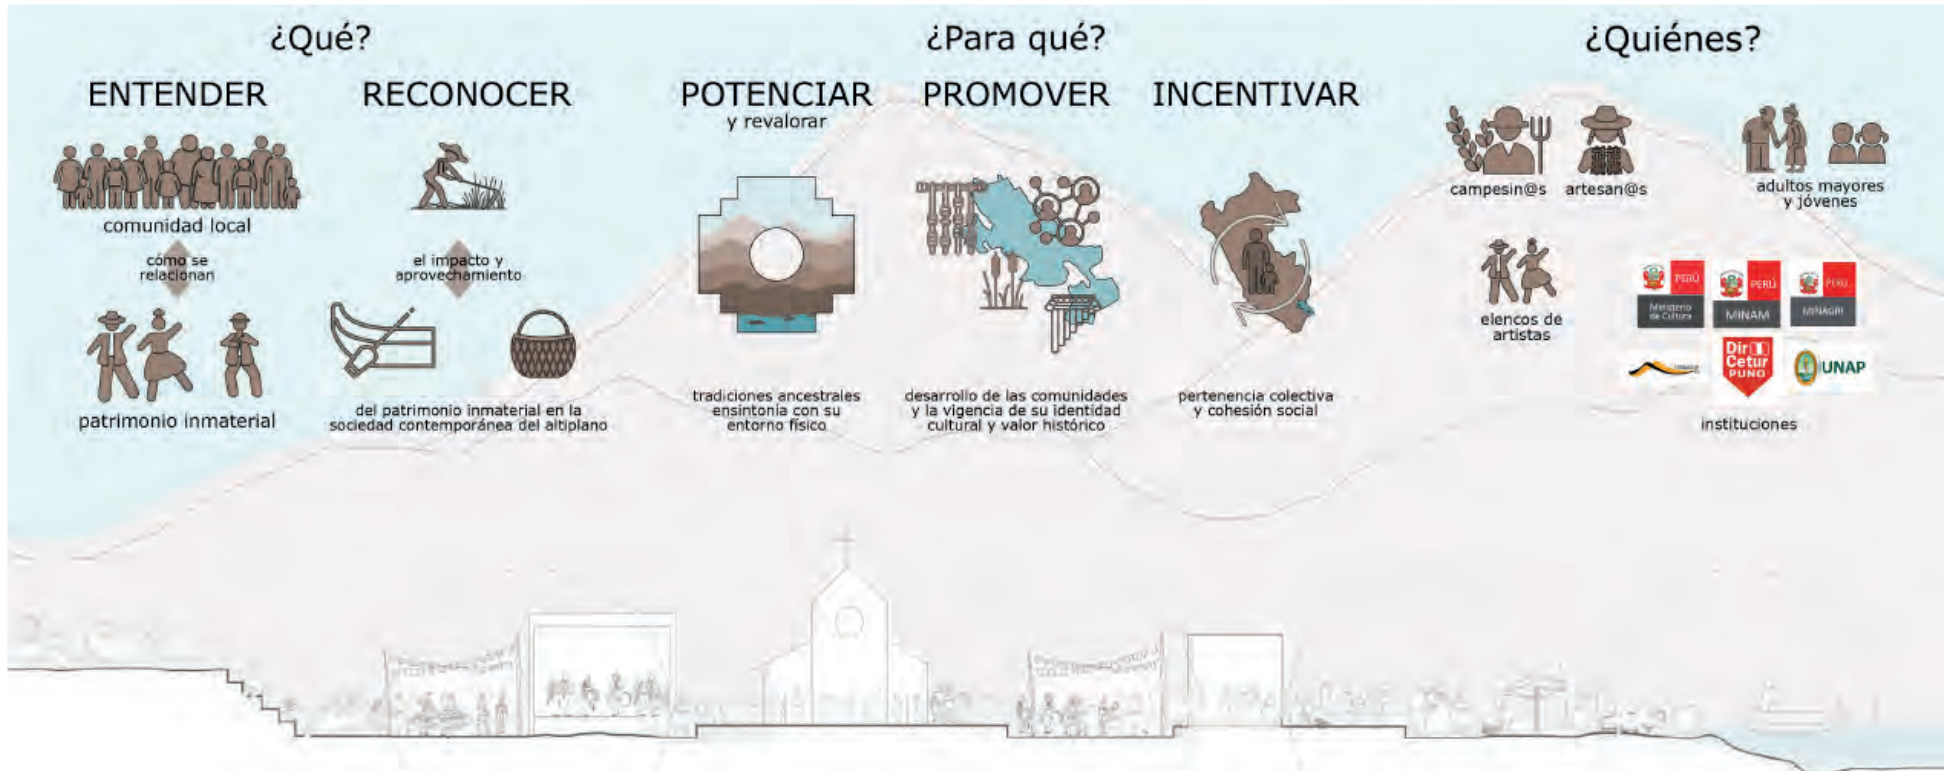 ¿Qué?
ENTENDER
comunidad local
cómo se
relacionan
patrimonio inmaterial
RECONOCER
el impacto y
aprovechamiento
del patrimonio inmaterial en la
sociedad contemporánea del altiplano
¿Para qué?
POTENCIAR
y revalorar
tradiciones ancestrales
ensintonía con su
entorno físico
PROMOVER
desarrollo de las comunidades
y la vigencia de su identidad
cultural y valor histórico
INCENTIVAR
pertenencia colectiva
y cohesión social
¿Quiénes?
campesin@s
artesan@s
adultos mayores
y jóvenes
elencos de
artistas
PERÚ
Ministerio
de Cultura
PERÚ
MINAM
PERÚ
MINAGRI
Dir
Cetur
PUNO
UNAP
instituciones